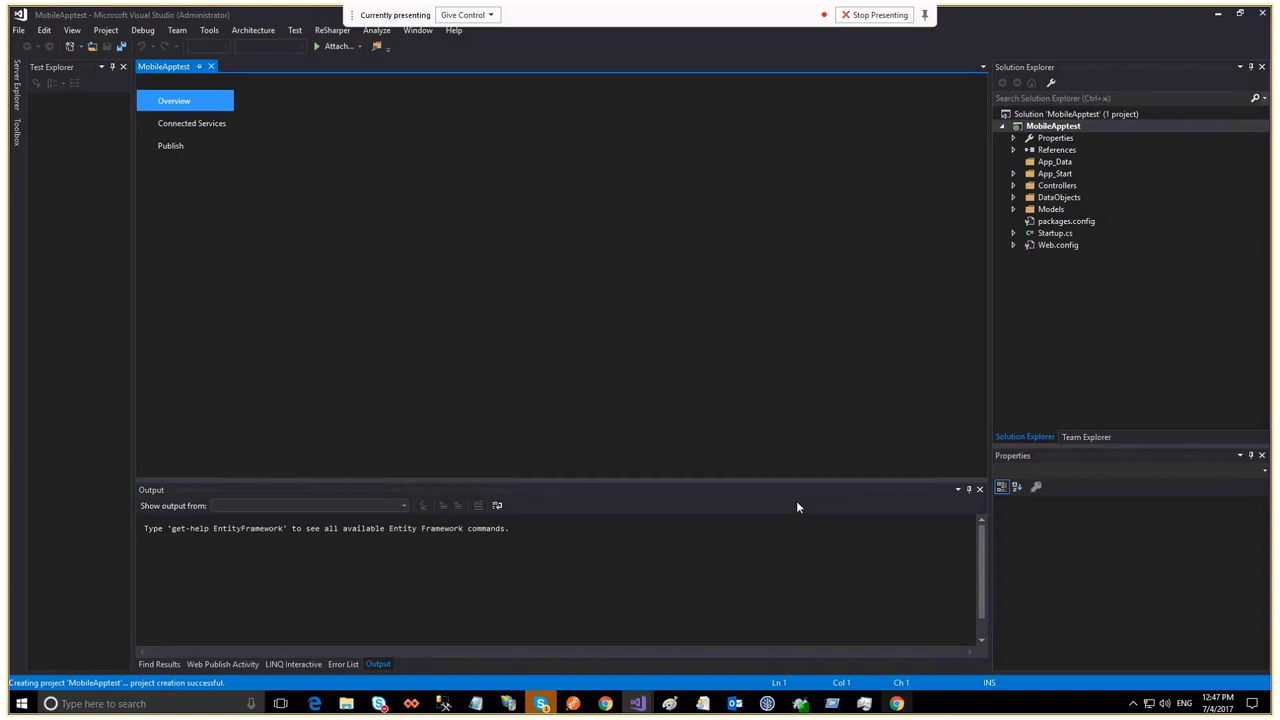 MobileApptest - Microsoft Visual Studio (Administrator)
Currently presenting Give Control Stop Presenting
File Edit View Project Debug Team Tools Architecture Test ReSharper Analyze Window Help
Attach...
Server Explorer
Toolbox
Test Explorer
MobileApptest
Overview
Connected Services
Publish
Solution Explorer
Search Solution Explorer (Ctrl+ж)
Solution 'MobileApptest' (1 project)
MobileApptest
Properties
References
App_Data
App_Start
Controllers
DataObjects
Models
packages.config
C# Startup.cs
Web.config
Solution Explorer Team Explorer
Properties
Output
Show output from:
Type 'get-help EntityFramework' to see all available Entity Framework commands.
Find Results Web Publish Activity LINQ Interactive Error List Output
Creating project 'MobileApptest'... project creation successful. Ln 1 Col 1 Ch 1 INS
Type here to search
ENG
12:47 PM
7/4/2017